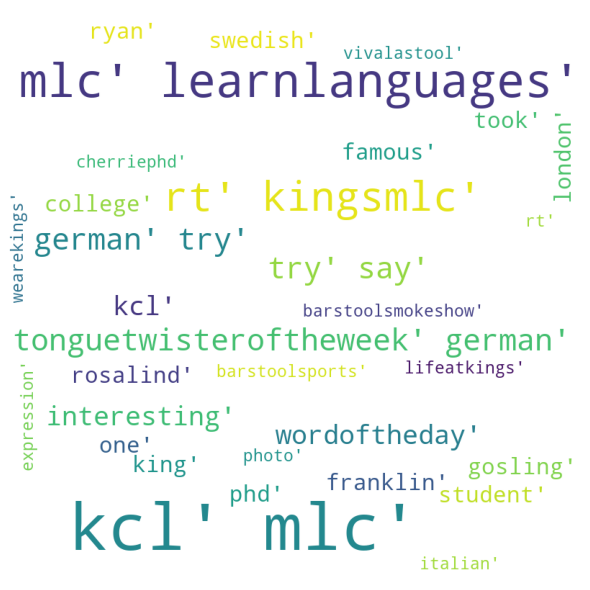 ryan'
swedish'
vivalastool'
mlc' learnlanguages'
took'
london'
famous'
cherriephd'
college'
rt' kingsmlc'
rt'
wearekings'
german' try'
try' say'
kcl'
barstoolsmokeshow'
tonguetwisteroftheweek' german'
rosalind'
barstoolsports'
lifeatkings'
expression'
interesting'
one'
wordoftheday'
king'
photo'
gosling'
phd'
franklin'
student'
kcl' mlc'
italian'